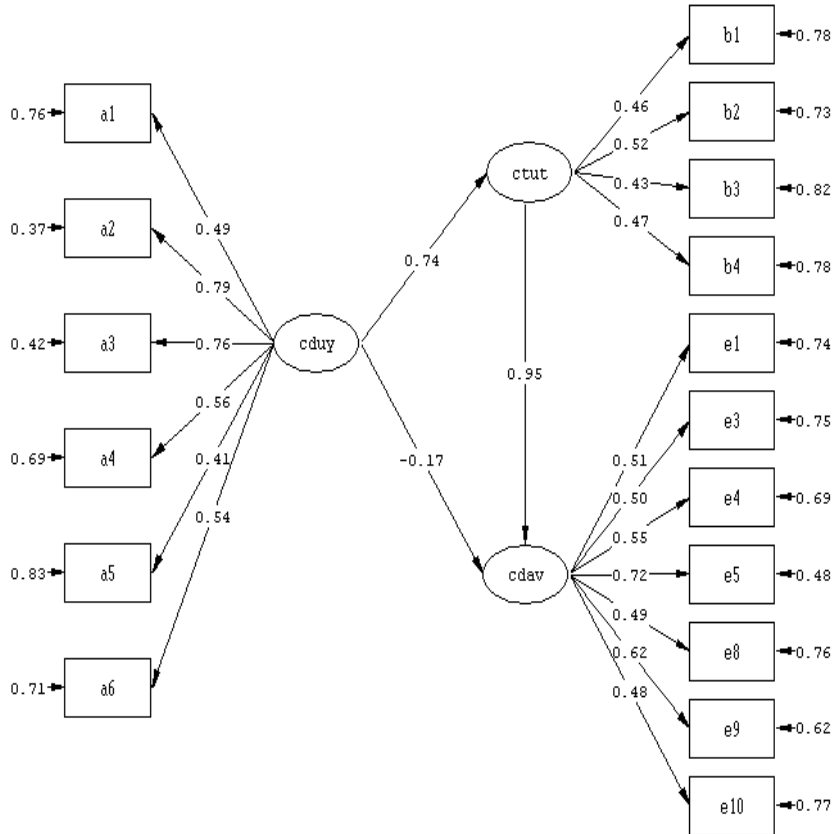 0.76 a1
0.37 a2
0.42 a3
0.69 a4
0.83 a5
0.71 a6
0.49
0.79
0.76
0.56
0.41
0.54
cduy
0.74
-0.17
ctut
0.95
cdav
0.46
0.52
0.43
0.47
0.51
0.50
0.55
0.72
0.49
0.62
0.48
b1 0.78
b2 0.73
b3 0.82
b4 0.78
e1 0.74
e3 0.75
e4 0.69
e5 0.48
e8 0.76
e9 0.62
e10 0.77